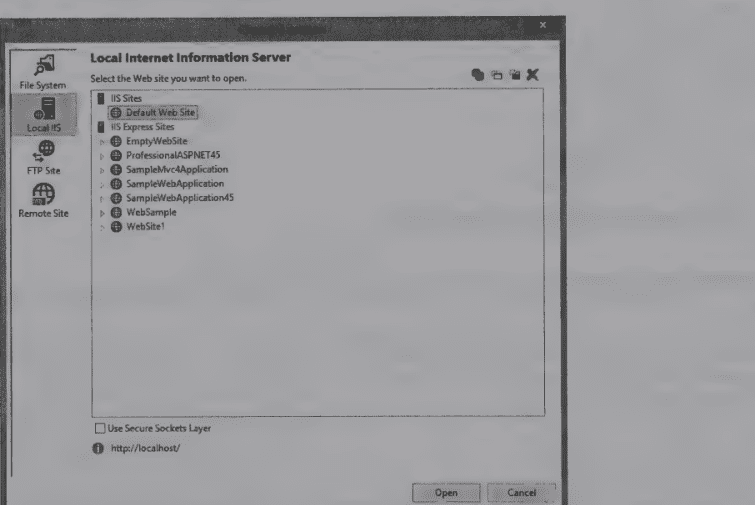 Local Internet Information Server
Select the Web site you want to open.
File System
Local IIS
FTP Site
Remote Site
IIS Sites
Default Web Site
IIS Express Sites
EmptyWebSite
ProfessionalASPNET45
SampleMvc4Application
SampleWebApplication
SampleWebApplication45
WebSample
WebSite1
Use Secure Sockets Layer
http://localhost/
Open
Cancel